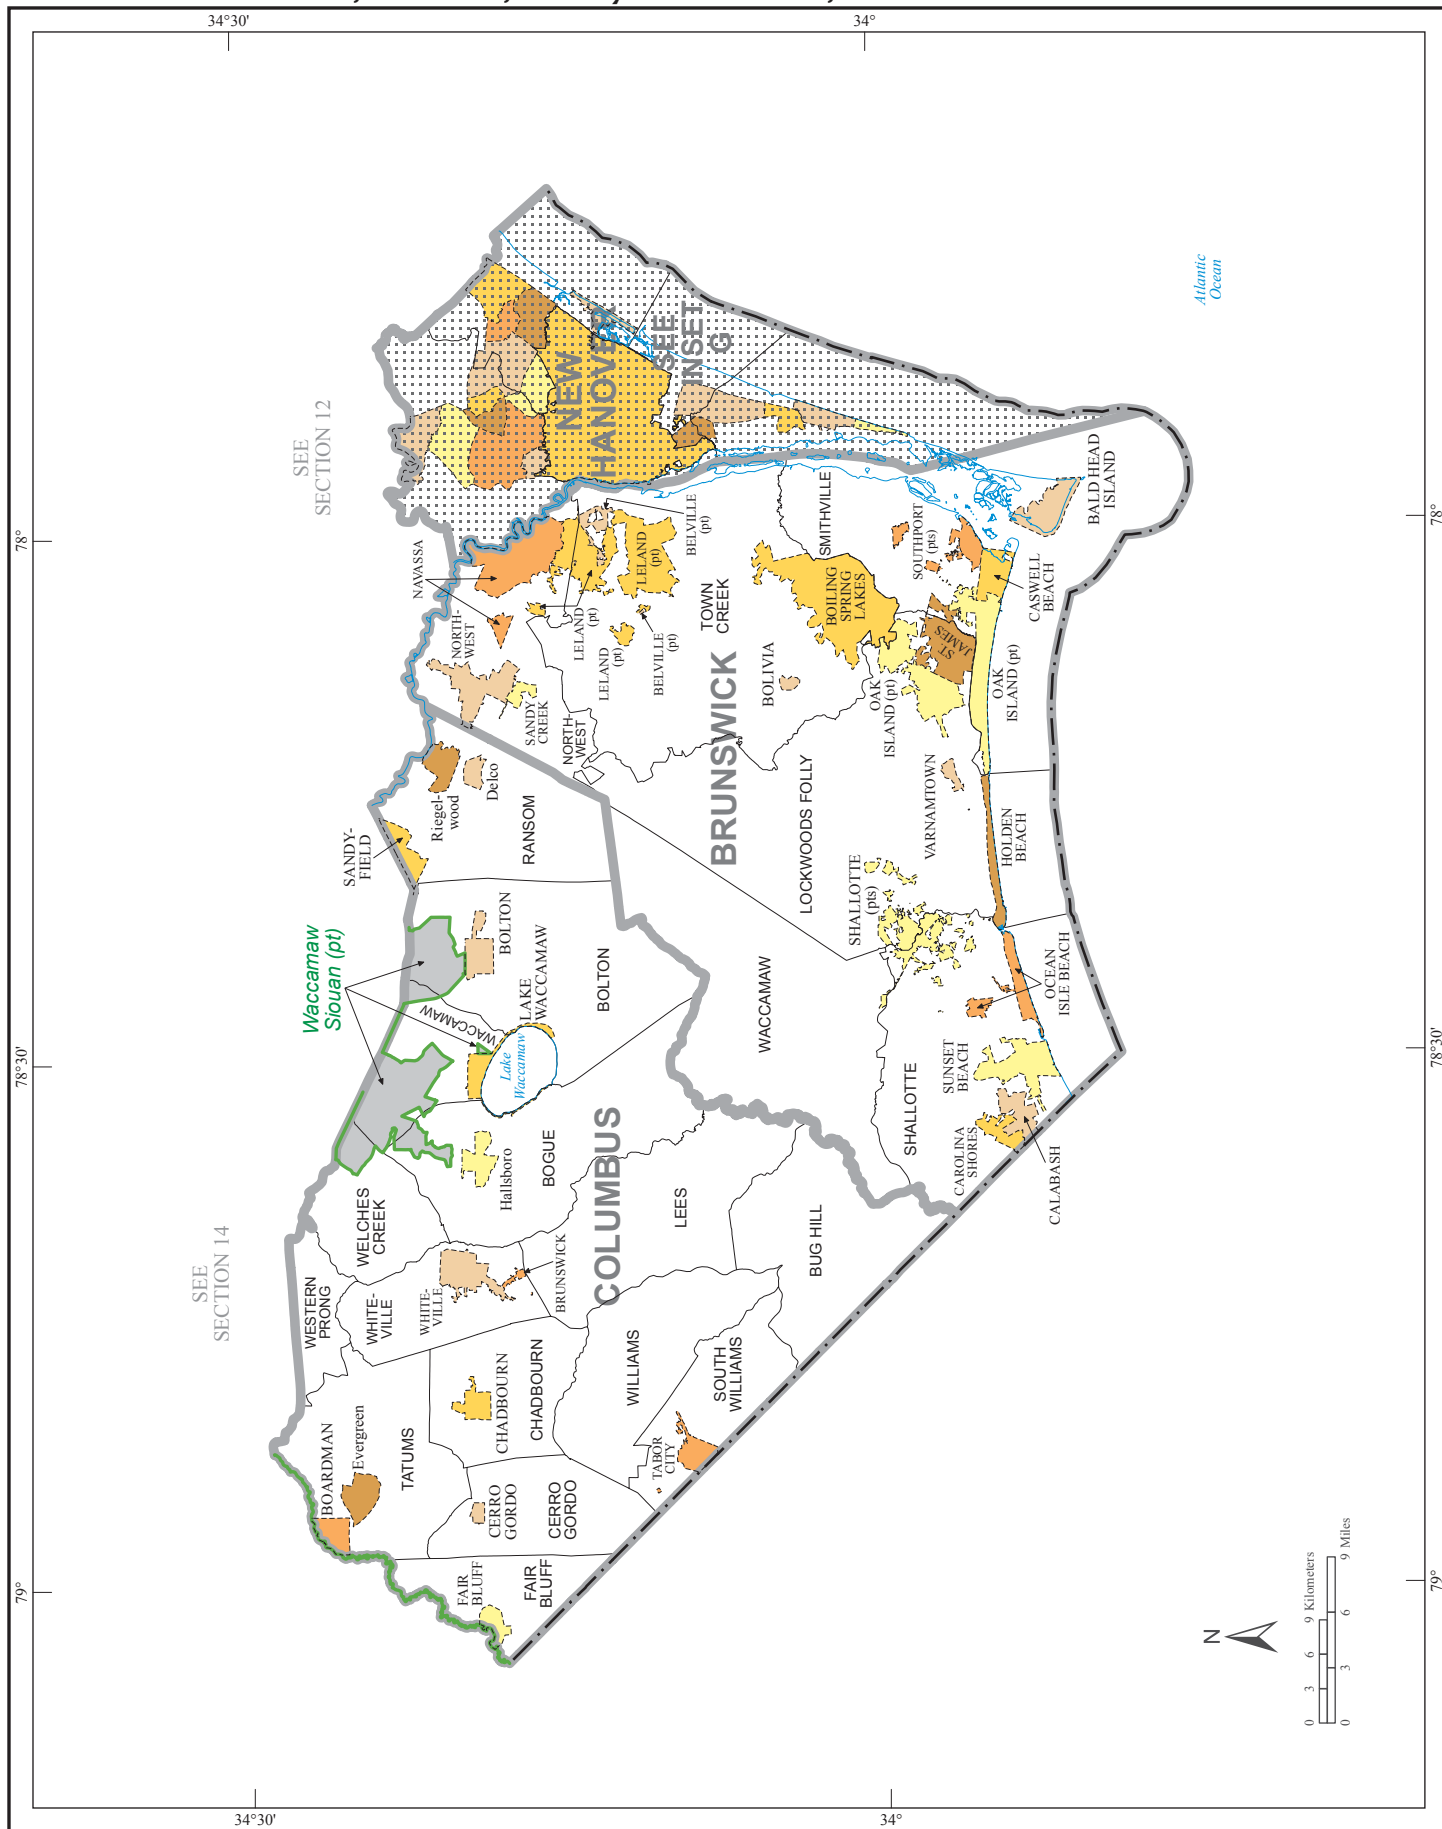 34°30'
34°
78°
78°30'
79°
78°
78°30'
79°
34°30'
34°
SEE
SECTION 12
SEE
SECTION 14
Atlantic
Ocean
NEW
HANOVER
SEE
INSET
G
BRUNSWICK
COLUMBUS
Waccamaw
Siouan (pt)
NAVASSA
NORTH-
WEST
SANDY
CREEK
NORTH-
WEST
LELAND
(pt)
LELAND
(pt)
LELAND
(pt)
BELVILLE
(pt)
BELVILLE
(pt)
TOWN
CREEK
SMITHVILLE
BOILING
SPRING
LAKES
BOLIVIA
SOUTHPORT
(pts)
BALD HEAD
ISLAND
CASWELL
BEACH
ST.
JAMES
OAK
ISLAND (pt)
OAK
ISLAND (pt)
VARNAMTOWN
HOLDEN
BEACH
LOCKWOODS FOLLY
SHALLOTTE
(pts)
OCEAN
ISLE BEACH
SUNSET
BEACH
CAROLINA
SHORES
CALABASH
SHALLOTTE
WACCAMAW
SANDY-
FIELD
Riegel-
wood
Delco
RANSOM
BOLTON
BOLTON
LAKE
WACCAMAW
WACCAMAW
Lake
Waccamaw
Hallsboro
BOGUE
WELCHES
CREEK
WESTERN
PRONG
WHITE-
VILLE
WHITE-
VILLE
BRUNSWICK
LEES
BUG HILL
WILLIAMS
SOUTH
WILLIAMS
TABOR
CITY
CHADBOURN
CHADBOURN
BOARDMAN
Evergreen
TATUMS
CERRO
GORDO
CERRO
GORDO
FAIR
BLUFF
FAIR
BLUFF
N
0 3 6 9 Kilometers
0 3 6 9 Miles